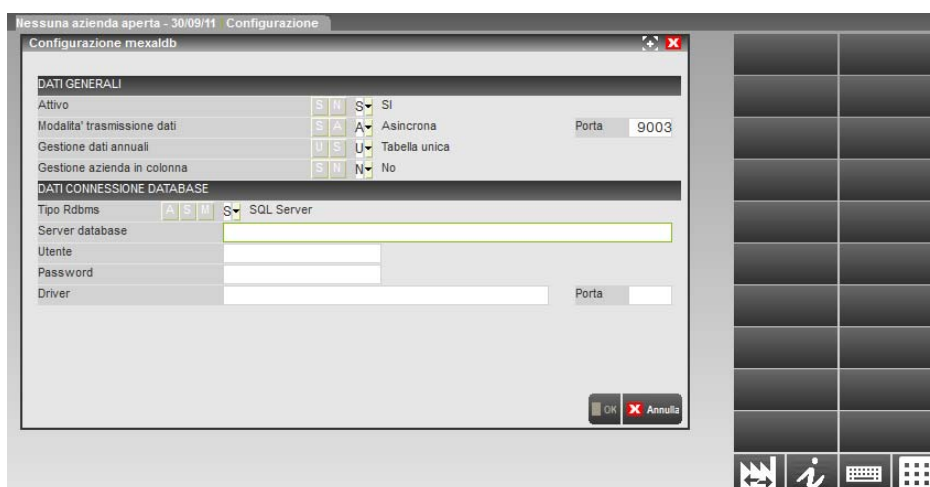 Nessuna azienda aperta - 30/09/11 Configurazione
Configurazione mexaldb
DATI GENERALI
Attivo S N S SI
Modalita' trasmissione dati S A A Asincrona Porta 9003
Gestione dati annuali U S U Tabella unica
Gestione azienda in colonna S N N No
DATI CONNESSIONE DATABASE
Tipo Rdbms A S M S SQL Server
Server database
Utente
Password
Driver Porta
OK Annulla